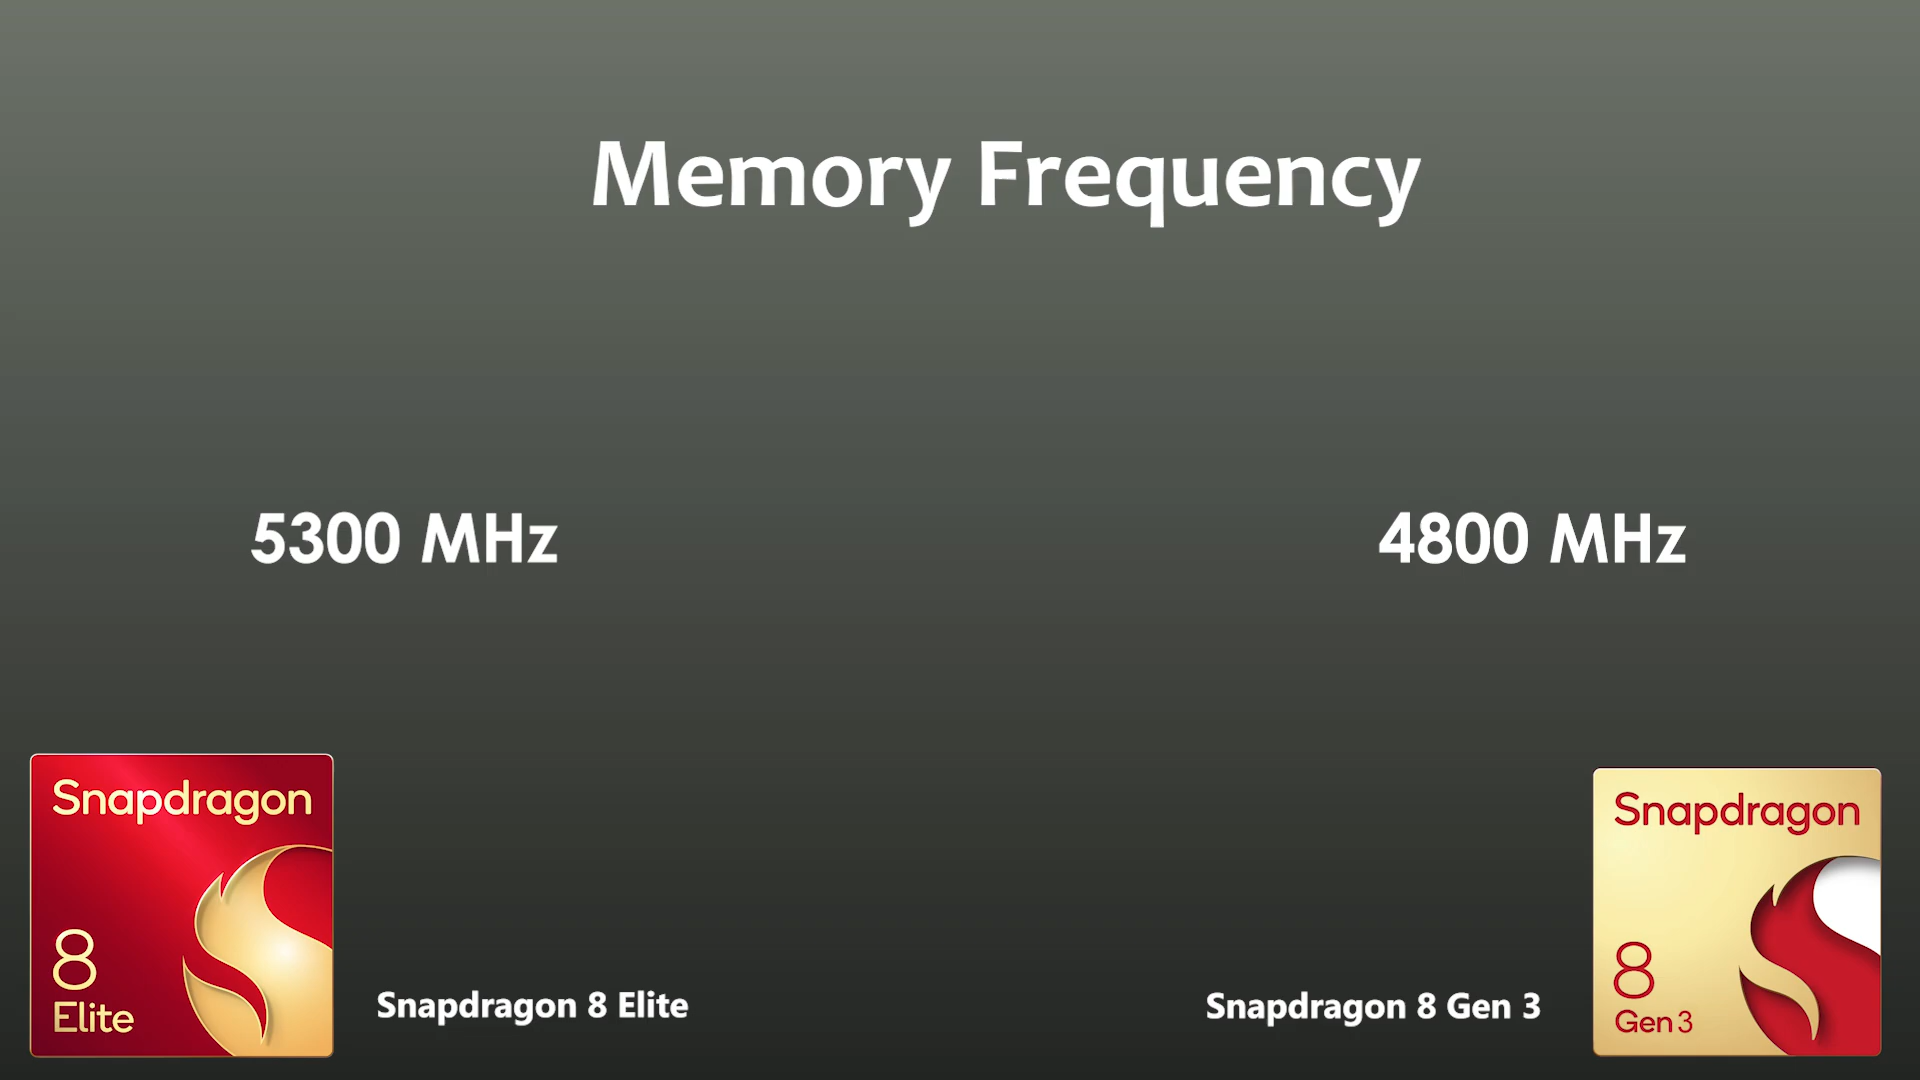 Memory Frequency
5300 MHz
4800 MHz
Snapdragon
8
Elite
Snapdragon 8 Elite
Snapdragon 8 Gen 3
Snapdragon
8
Gen 3